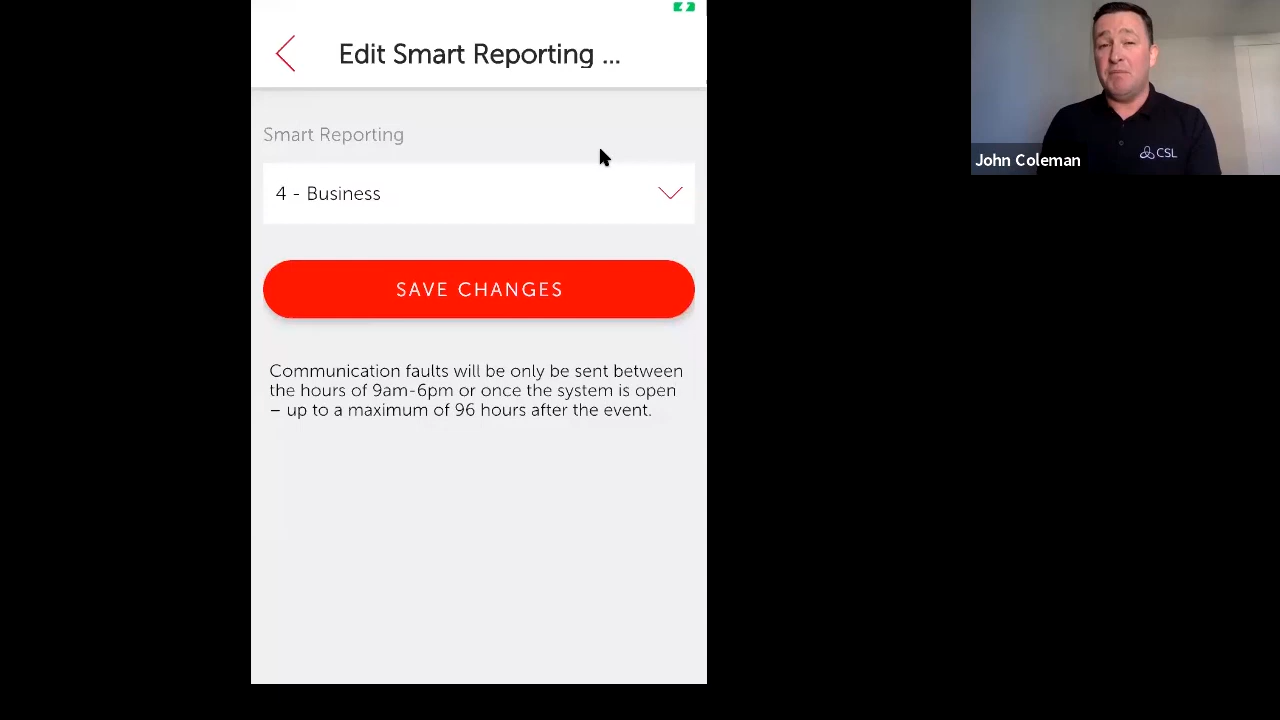 Edit Smart Reporting ...
Smart Reporting
4 - Business
SAVE CHANGES
Communication faults will be only be sent between
the hours of 9am-6pm or once the system is open
– up to a maximum of 96 hours after the event.
CSL
John Coleman